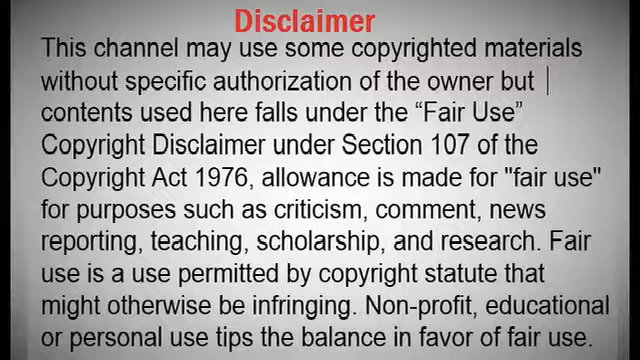 Disclaimer
This channel may use some copyrighted materials
without specific authorization of the owner but |
contents used here falls under the “Fair Use”
Copyright Disclaimer under Section 107 of the
Copyright Act 1976, allowance is made for "fair use"
for purposes such as criticism, comment, news
reporting, teaching, scholarship, and research. Fair
use is a use permitted by copyright statute that
might otherwise be infringing. Non-profit, educational
or personal use tips the balance in favor of fair use.